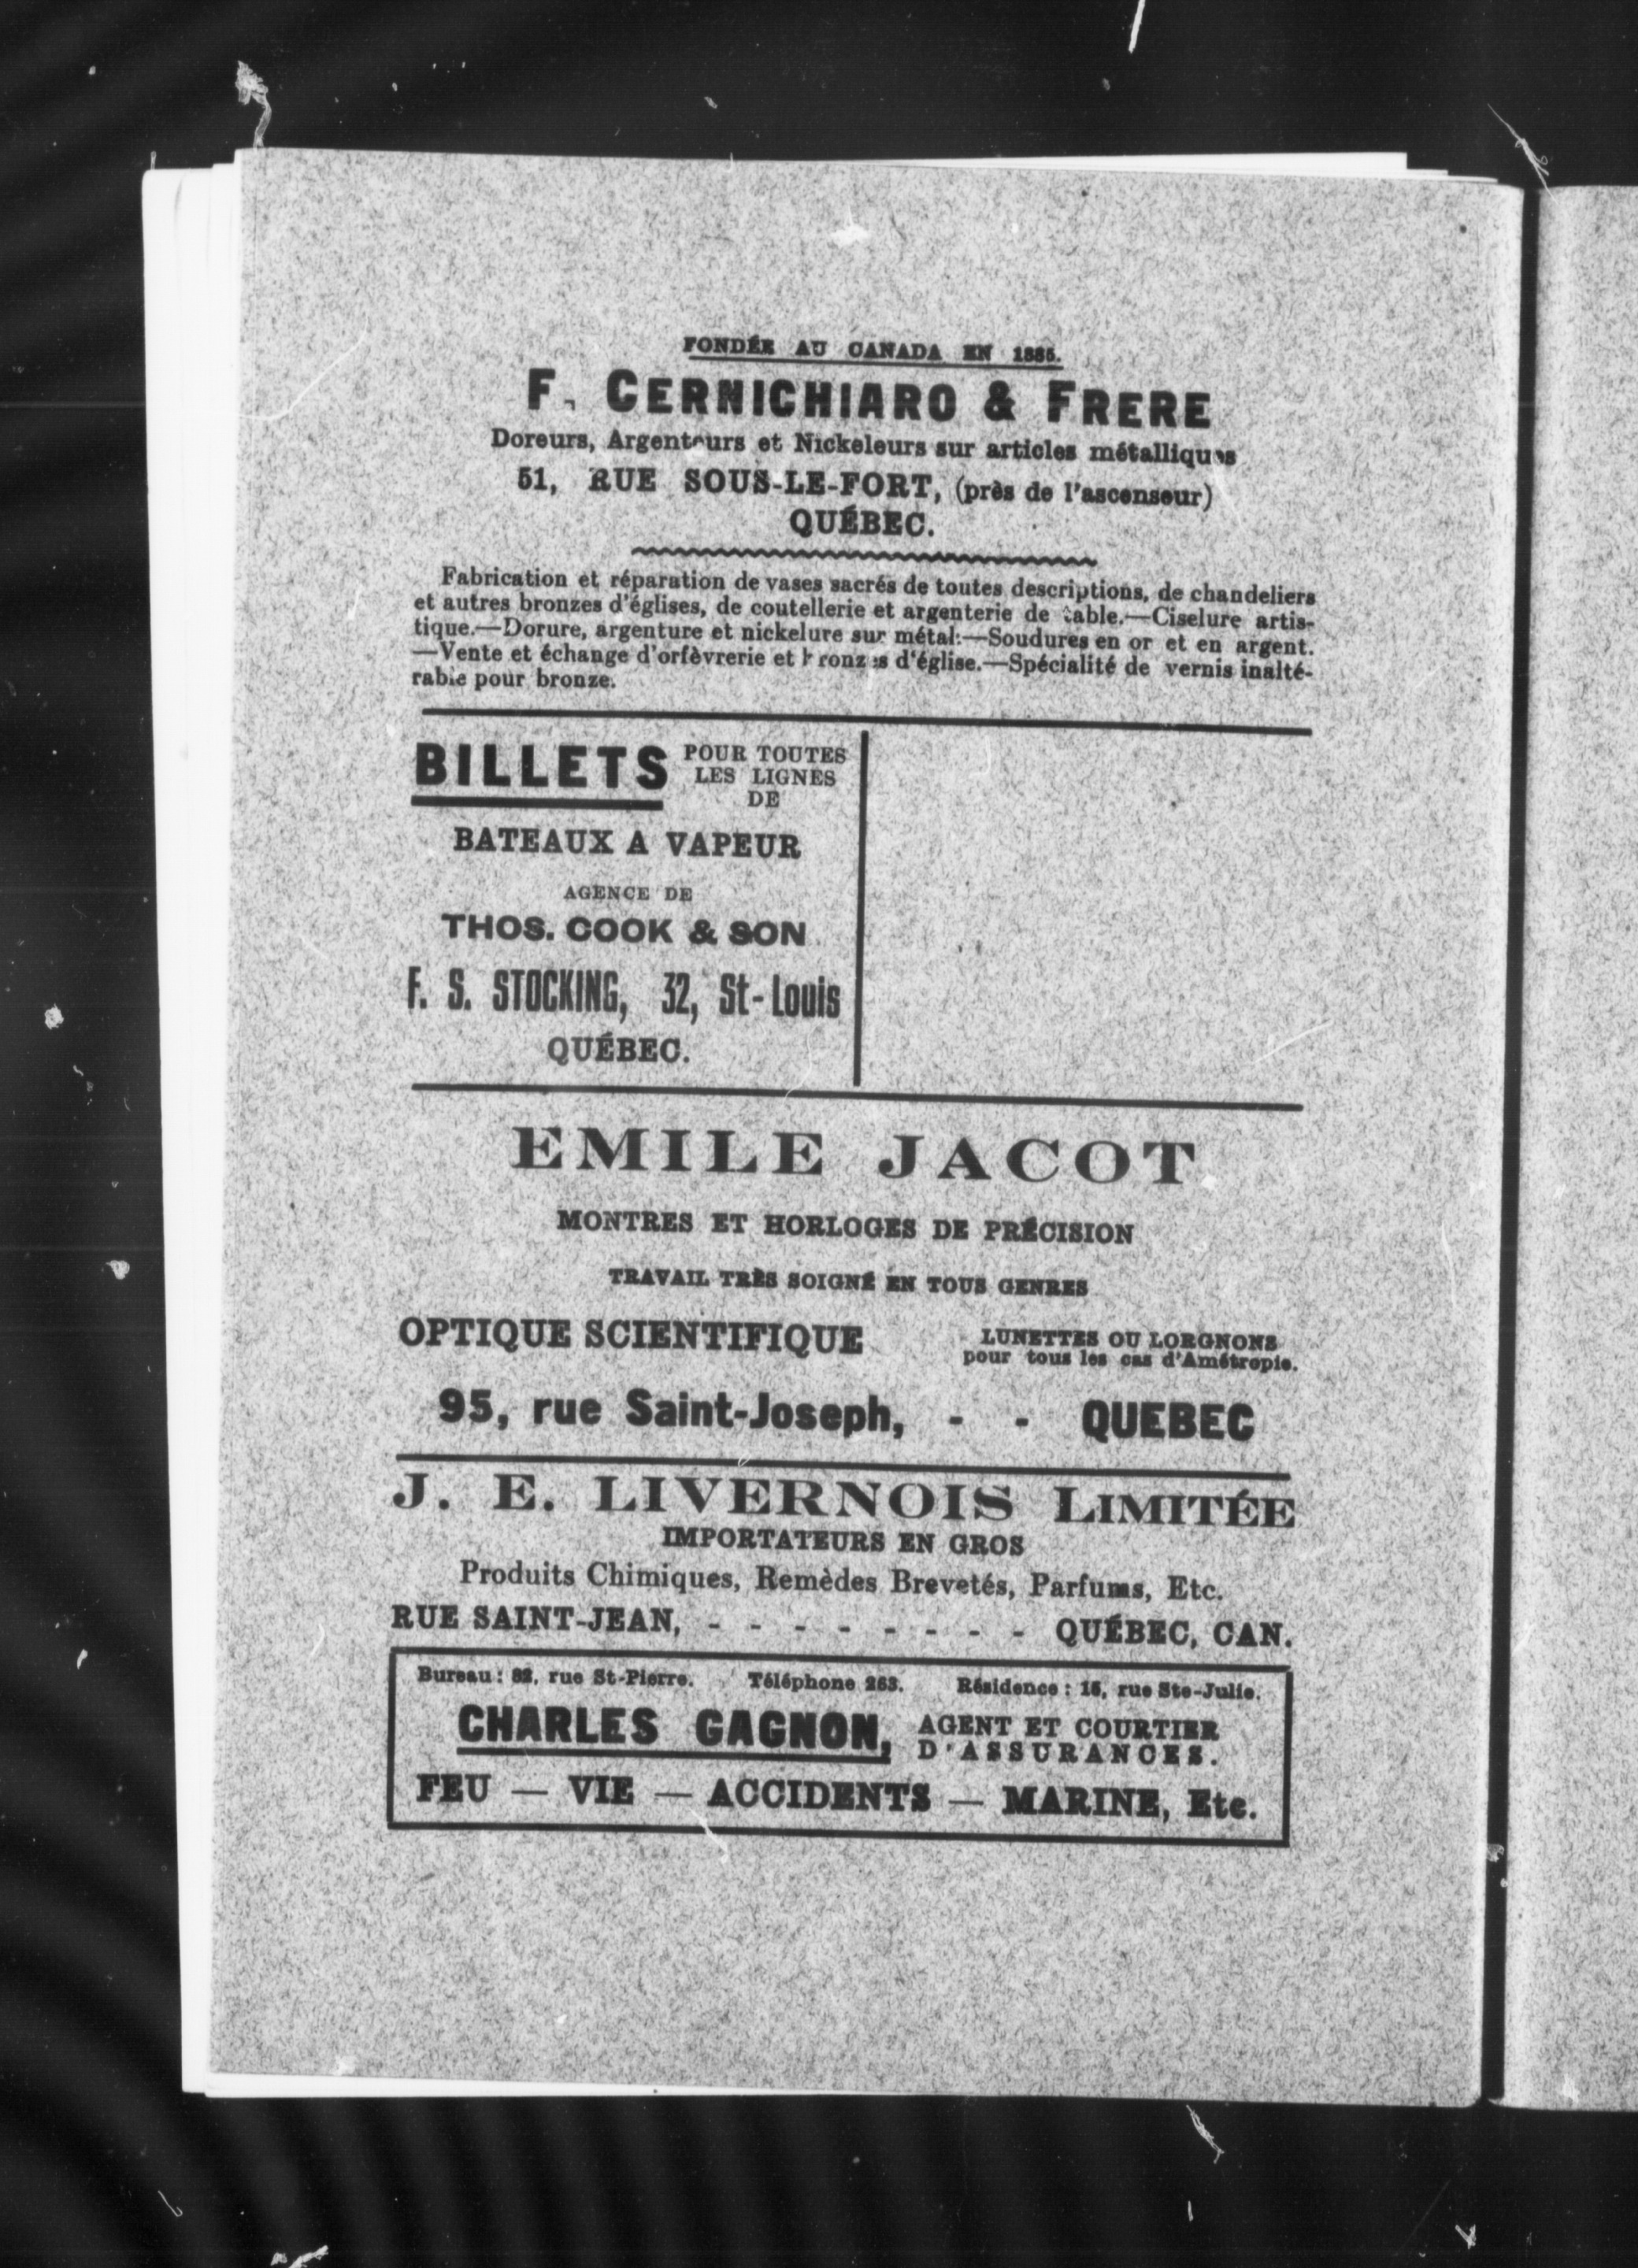 FONDÉE AU CANADA EN 1885.
F. CERNICHIARO & FRERE
Doreurs, Argenteurs et Nickeleurs sur articles métalliques
51, RUE SOUS-LE-FORT, (près de l'ascenseur)
QUÉBEC.
Fabrication et réparation de vases sacrés de toutes descriptions, de chandeliers
et autres bronzes d'églises, de coutellerie et argenterie de table.—Ciselure artis-
tique.—Dorure, argenture et nickelure sur métal:—Soudures en or et en argent.
—Vente et échange d'orfèvrerie et bronzes d'église.—Spécialité de vernis inalté-
rable pour bronze.
BILLETS POUR TOUTES
LES LIGNES
DE
BATEAUX A VAPEUR
AGENCE DE
THOS. COOK & SON
F. S. STOCKING, 32, St-Louis
QUÉBEC.
EMILE JACOT
MONTRES ET HORLOGES DE PRÉCISION
TRAVAIL TRÈS SOIGNÉ EN TOUS GENRES
OPTIQUE SCIENTIFIQUE LUNETTES OU LORGNONS
pour tous les cas d'Amétropie.
95, rue Saint-Joseph, - - QUEBEC
J. E. LIVERNOIS LIMITÉE
IMPORTATEURS EN GROS
Produits Chimiques, Remèdes Brevetés, Parfums, Etc.
RUE SAINT-JEAN, - - - - - - - - QUÉBEC, CAN.
Bureau : 82, rue St-Pierre. Téléphone 263. Résidence : 15, rue Ste-Julie.
CHARLES GAGNON, AGENT ET COURTIER
D'ASSURANCES.
FEU — VIE — ACCIDENTS — MARINE, Etc.